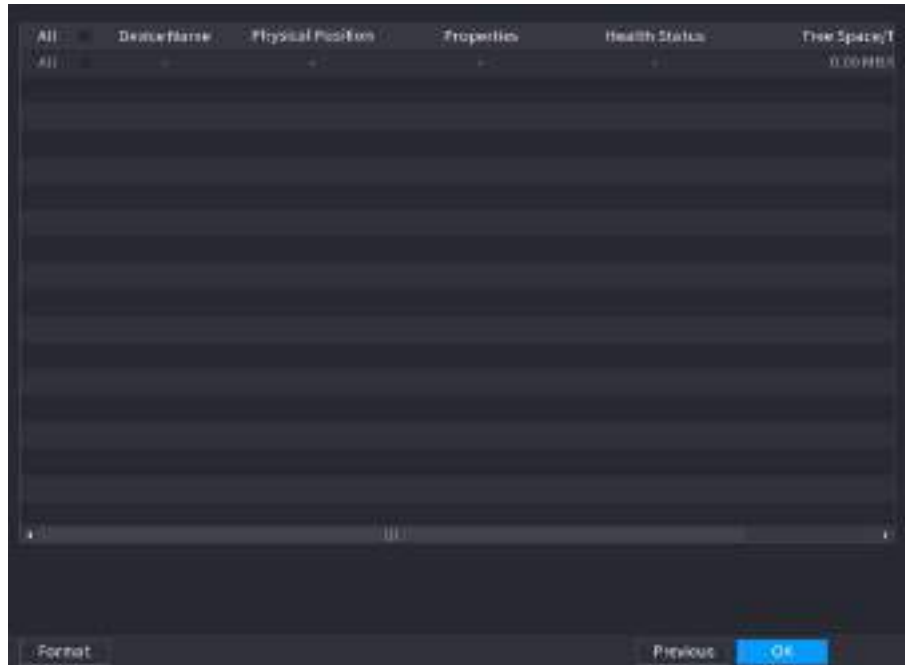 All Device Name Physical Position Properties Health Status Free Space/T
All - - - - 0.00 MB/
Format Previous OK